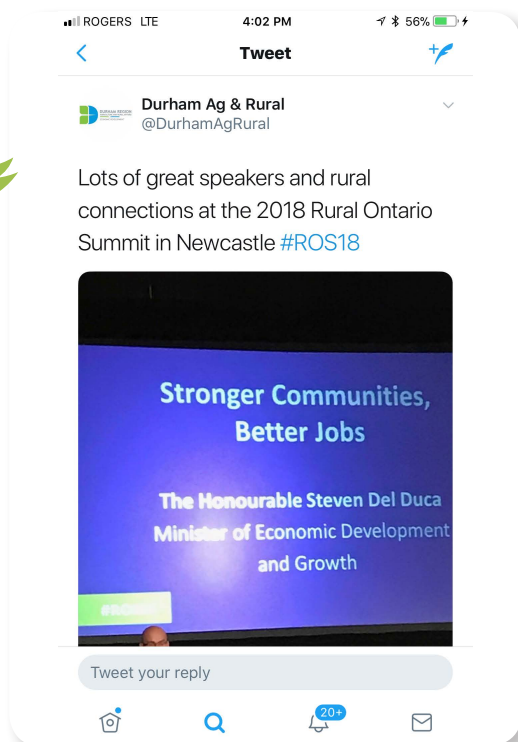 ROGERS LTE 4:02 PM 56%
Tweet
Durham Ag & Rural
@DurhamAgRural
Lots of great speakers and rural
connections at the 2018 Rural Ontario
Summit in Newcastle #ROS18
Stronger Communities,
Better Jobs
The Honourable Steven Del Duca
Minister of Economic Development
and Growth
Tweet your reply
20+